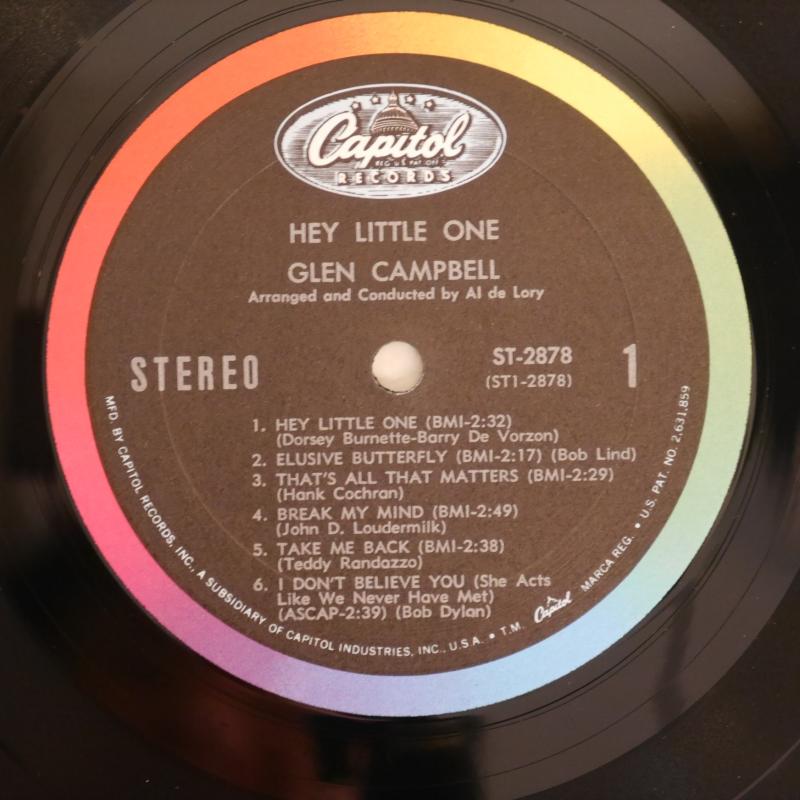 Capitol
REG. U.S. PAT. OFF.
RECORDS
HEY LITTLE ONE
GLEN CAMPBELL
Arranged and Conducted by Al de Lory
STEREO
ST-2878
(ST1-2878)
1
1. HEY LITTLE ONE (BMI-2:32)
(Dorsey Burnette-Barry De Vorzon)
2. ELUSIVE BUTTERFLY (BMI-2:17) (Bob Lind)
3. THAT'S ALL THAT MATTERS (BMI-2:29)
(Hank Cochran)
4. BREAK MY MIND (BMI-2:49)
(John D. Loudermilk)
5. TAKE ME BACK (BMI-2:38)
(Teddy Randazzo)
6. I DON'T BELIEVE YOU (She Acts
Like We Never Have Met)
(ASCAP-2:39) (Bob Dylan)
MFD. BY CAPITOL RECORDS, INC., A SUBSIDIARY OF CAPITOL INDUSTRIES, INC., U.S.A. • T.M. Capitol MARCA REG. • U.S. PAT. NO. 2,631,859